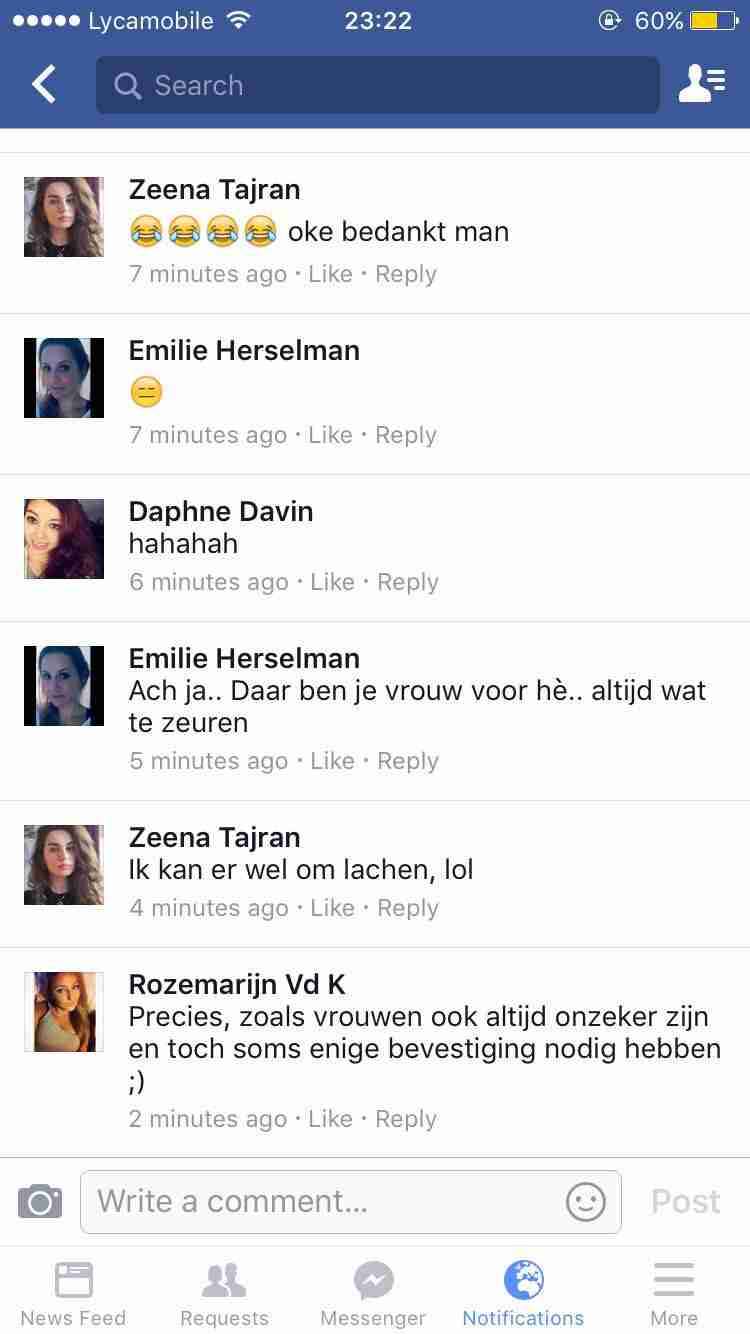 Lycamobile 23:22 60%
Search
Zeena Tajran
😂😂😂😂 oke bedankt man
7 minutes ago · Like · Reply
Emilie Herselman
😑
7 minutes ago · Like · Reply
Daphne Davin
hahahah
6 minutes ago · Like · Reply
Emilie Herselman
Ach ja.. Daar ben je vrouw voor hè.. altijd wat
te zeuren
5 minutes ago · Like · Reply
Zeena Tajran
Ik kan er wel om lachen, lol
4 minutes ago · Like · Reply
Rozemarijn Vd K
Precies, zoals vrouwen ook altijd onzeker zijn
en toch soms enige bevestiging nodig hebben
;)
2 minutes ago · Like · Reply
Write a comment... Post
News Feed Requests Messenger Notifications More